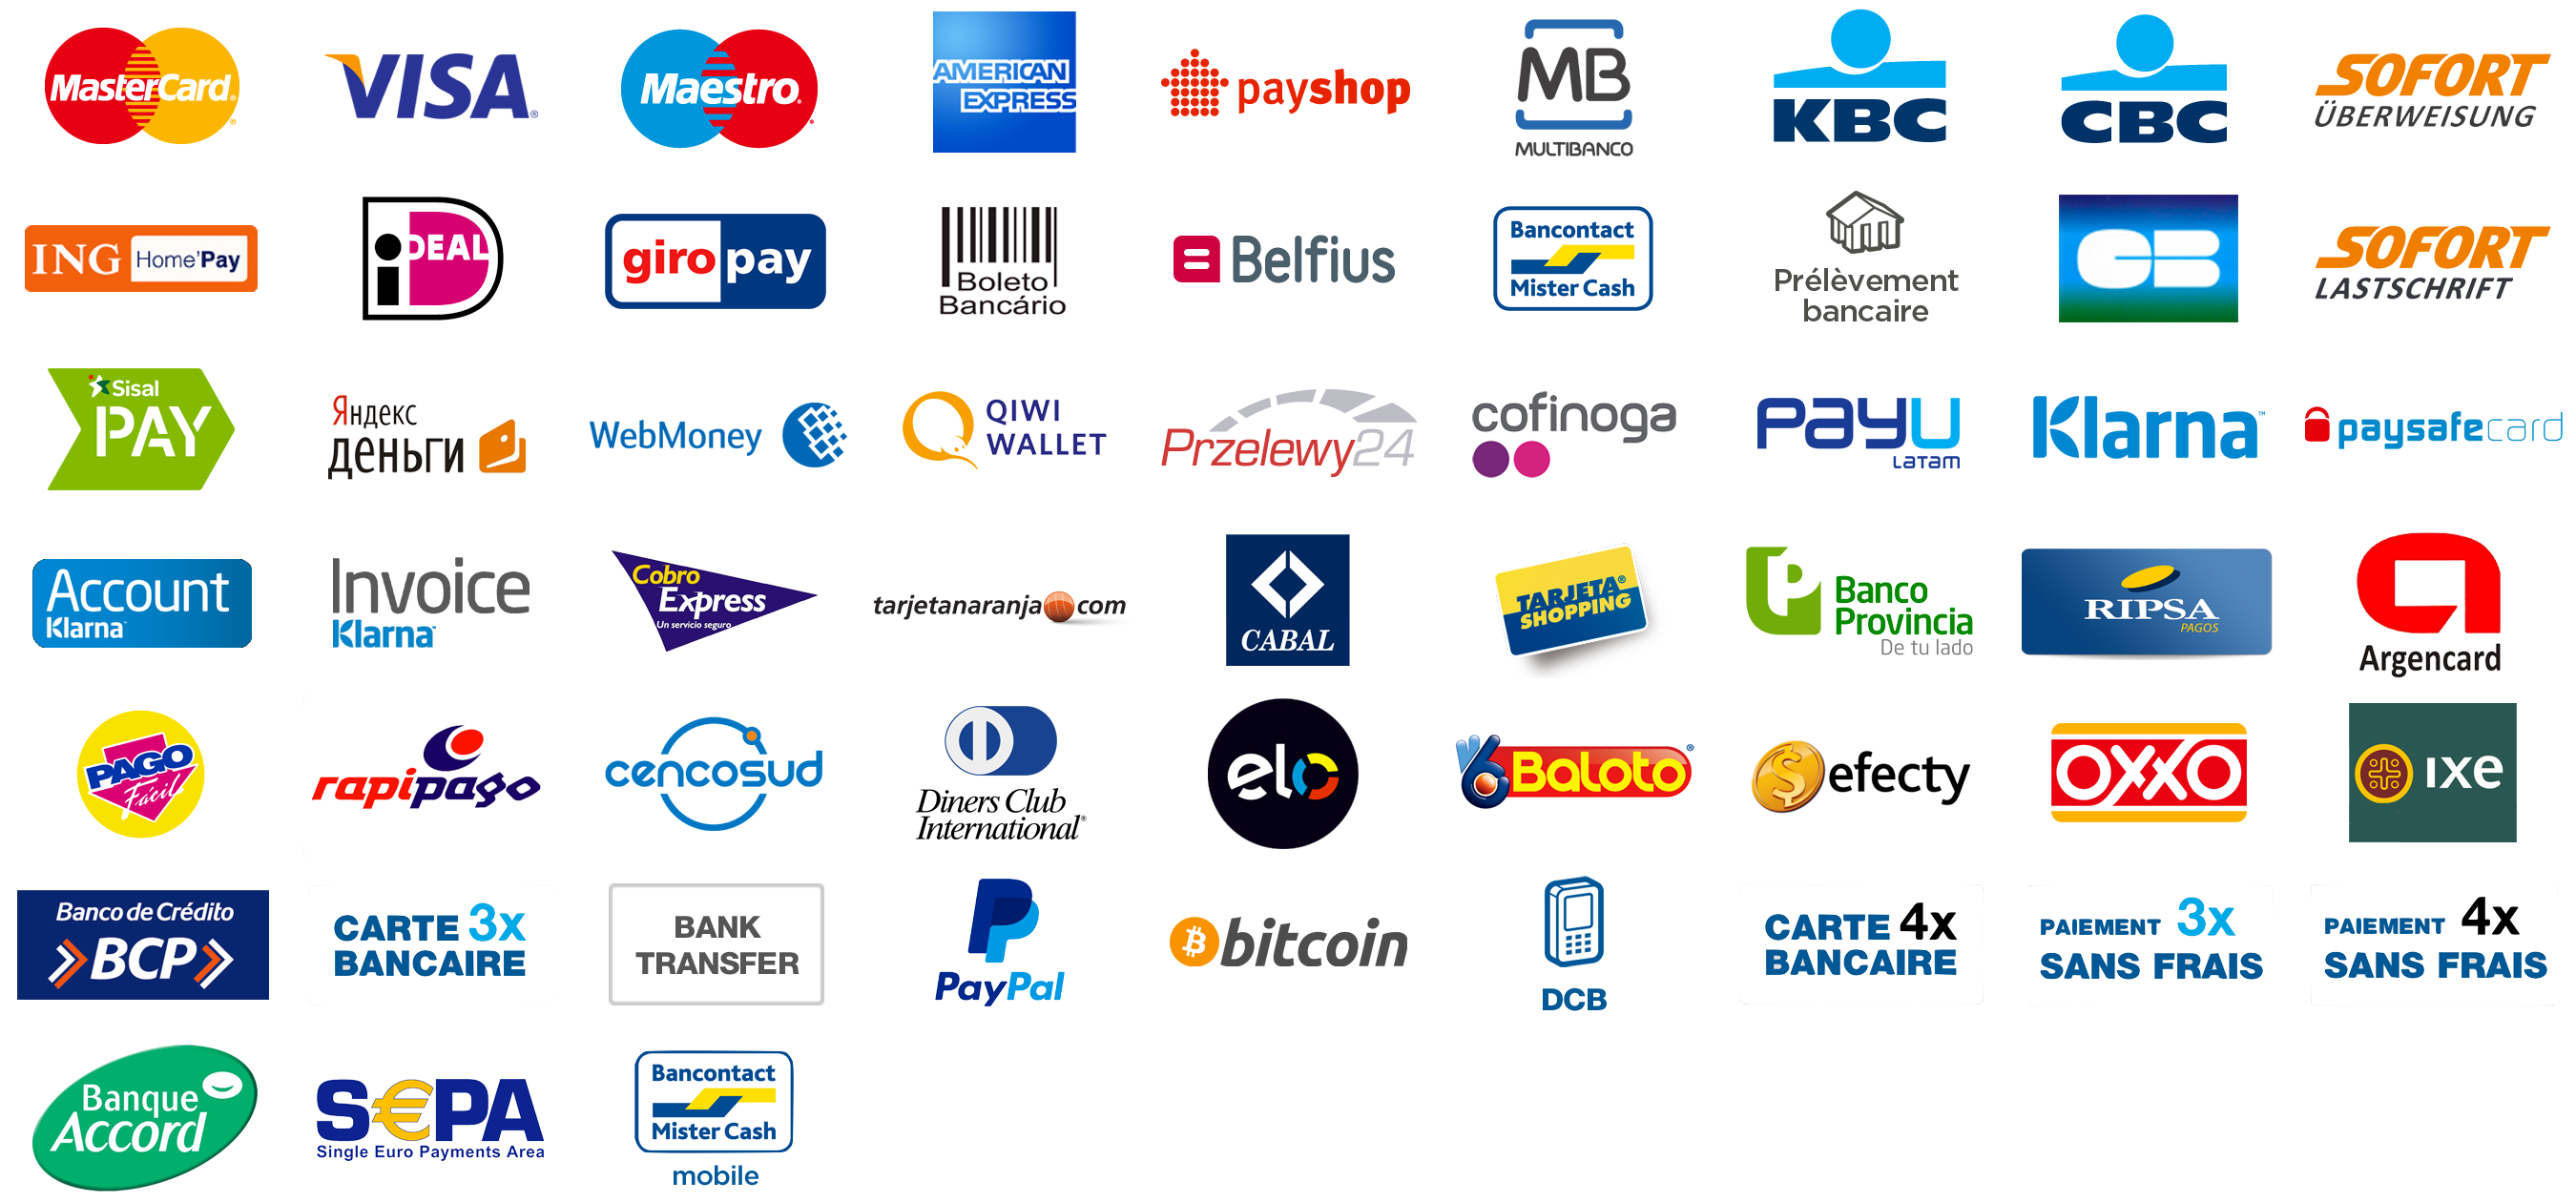 MasterCard®
VISA®
Maestro®
AMERICAN
EXPRESS
payshop
MB
MULTIBANCO
KBC
CBC
SOFORT
ÜBERWEISUNG
ING Home'Pay
iDEAL
giropay
Boleto
Bancário
Belfius
Bancontact
Mister Cash
Prélèvement
bancaire
CB
SOFORT
LASTSCHRIFT
Sisal
PAY
Яндекс
деньги
WebMoney
QIWI
WALLET
Przelewy24
cofinoga
PayU
LATAM
Klarna™
paysafecard
Account
Klarna
Invoice
Klarna
Cobro
Express
Un servicio seguro
tarjetanaranja.com
CABAL
TARJETA®
SHOPPING
Banco
Provincia
De tu lado
RIPSA
PAGOS
Argencard
PAGO
Fácil
rapipago
cencosud
Diners Club
International®
elo
Baloto®
efecty
OXXO
ixe
Banco de Crédito
BCP
CARTE 3x
BANCAIRE
BANK
TRANSFER
PayPal
bitcoin
DCB
CARTE 4x
BANCAIRE
PAIEMENT 3x
SANS FRAIS
PAIEMENT 4x
SANS FRAIS
Banque
Accord
S€PA
Single Euro Payments Area
Bancontact
Mister Cash
mobile